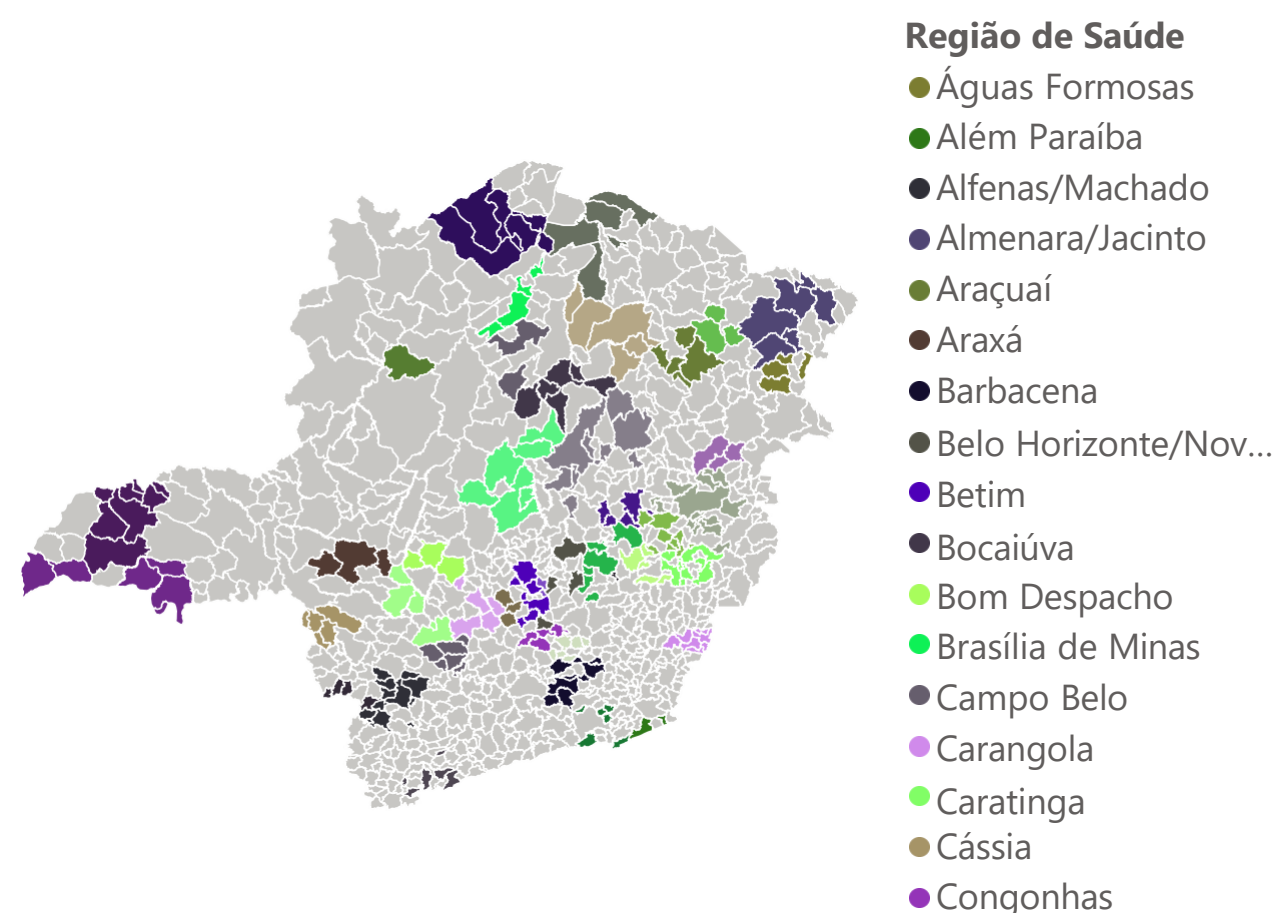 Região de Saúde
Águas Formosas
Além Paraíba
Alfenas/Machado
Almenara/Jacinto
Araçuaí
Araxá
Barbacena
Belo Horizonte/Nov...
Betim
Bocaiúva
Bom Despacho
Brasília de Minas
Campo Belo
Carangola
Caratinga
Cássia
Congonhas